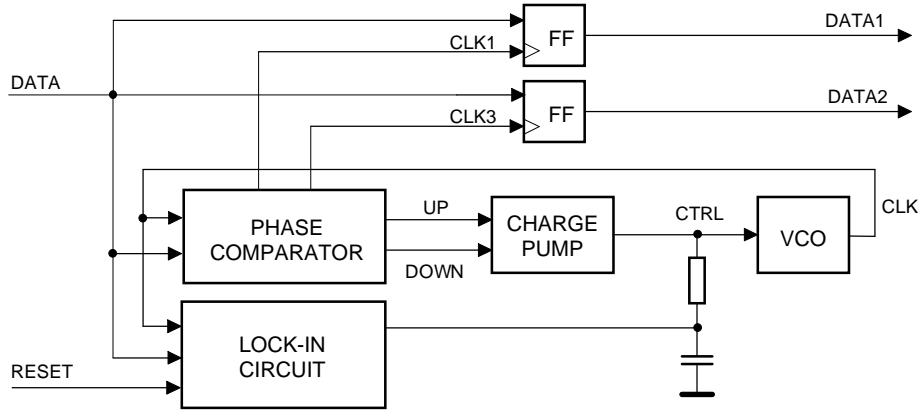 DATA1
FF
CLK1
DATA
DATA2
FF
CLK3
CLK
PHASE
COMPARATOR
UP
DOWN
CHARGE
PUMP
CTRL
VCO
LOCK-IN
CIRCUIT
RESET